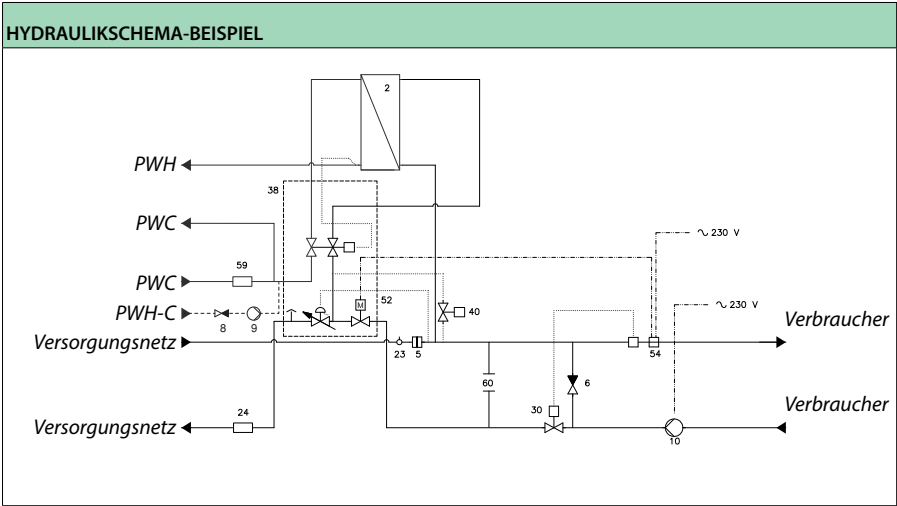 HYDRAULIKSCHEMA-BEISPIEL
2
PWH
38
PWC
~ 230 V
59
PWC
52
M
~ 230 V
PWH-C
40
8
9
Verbraucher
Versorgungsnetz
23
5
54
60
6
Verbraucher
24
30
Versorgungsnetz
10